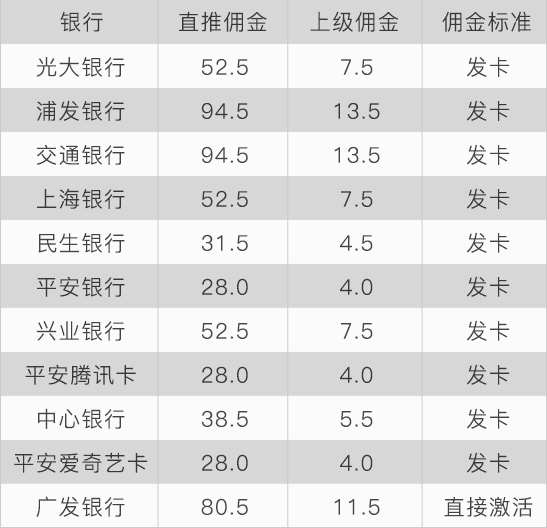 银行 直推佣金 上级佣金 佣金标准
光大银行 52.5 7.5 发卡
浦发银行 94.5 13.5 发卡
交通银行 94.5 13.5 发卡
上海银行 52.5 7.5 发卡
民生银行 31.5 4.5 发卡
平安银行 28.0 4.0 发卡
兴业银行 52.5 7.5 发卡
平安腾讯卡 28.0 4.0 发卡
中心银行 38.5 5.5 发卡
平安爱奇艺卡 28.0 4.0 发卡
广发银行 80.5 11.5 直接激活